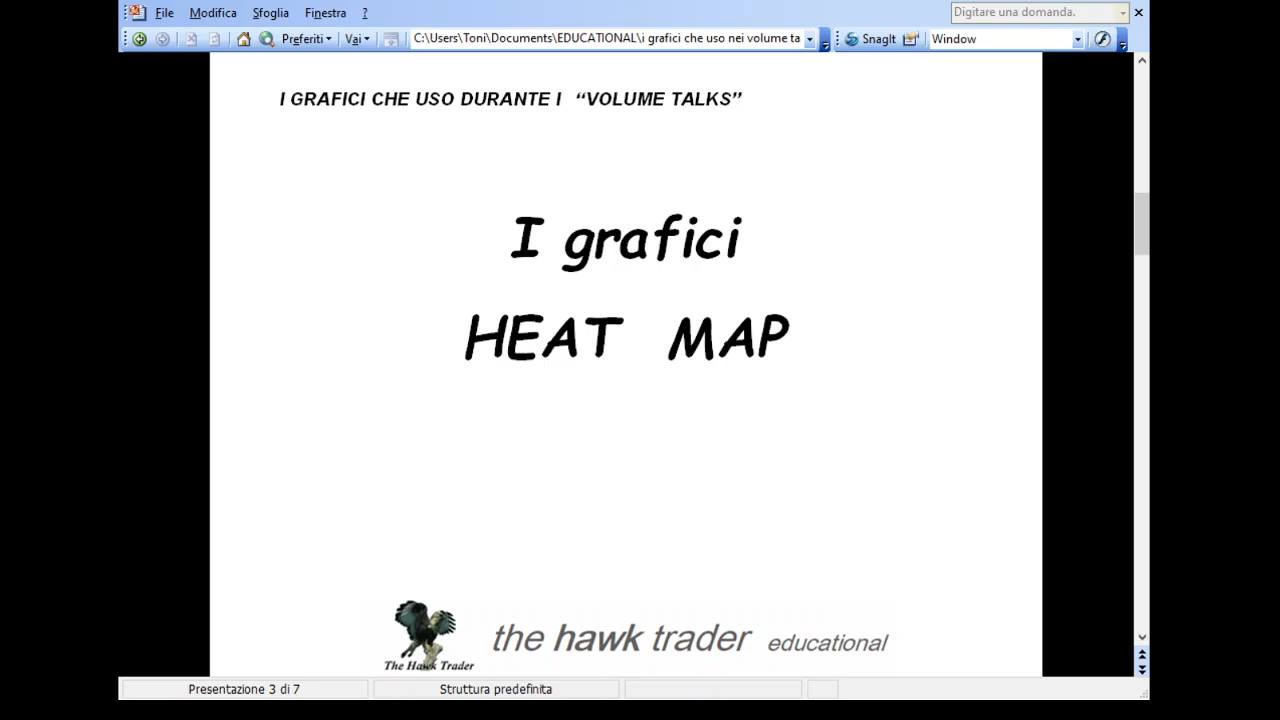 File Modifica Sfoglia Finestra ? Digitare una domanda.
Preferiti Vai C:\Users\Toni\Documents\EDUCATIONAL\i grafici che uso nei volume ta SnagIt Window
I GRAFICI CHE USO DURANTE I “VOLUME TALKS”
I grafici
HEAT MAP
The Hawk Trader
the hawk trader educational
Presentazione 3 di 7 Struttura predefinita